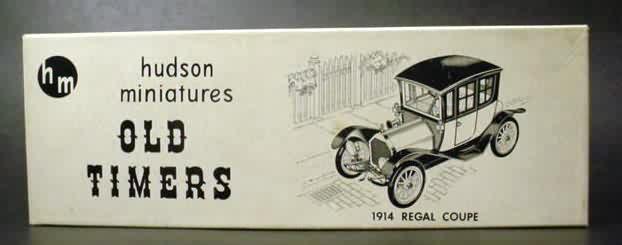 hm
hudson
miniatures
OLD
TIMERS
1914 REGAL COUPE